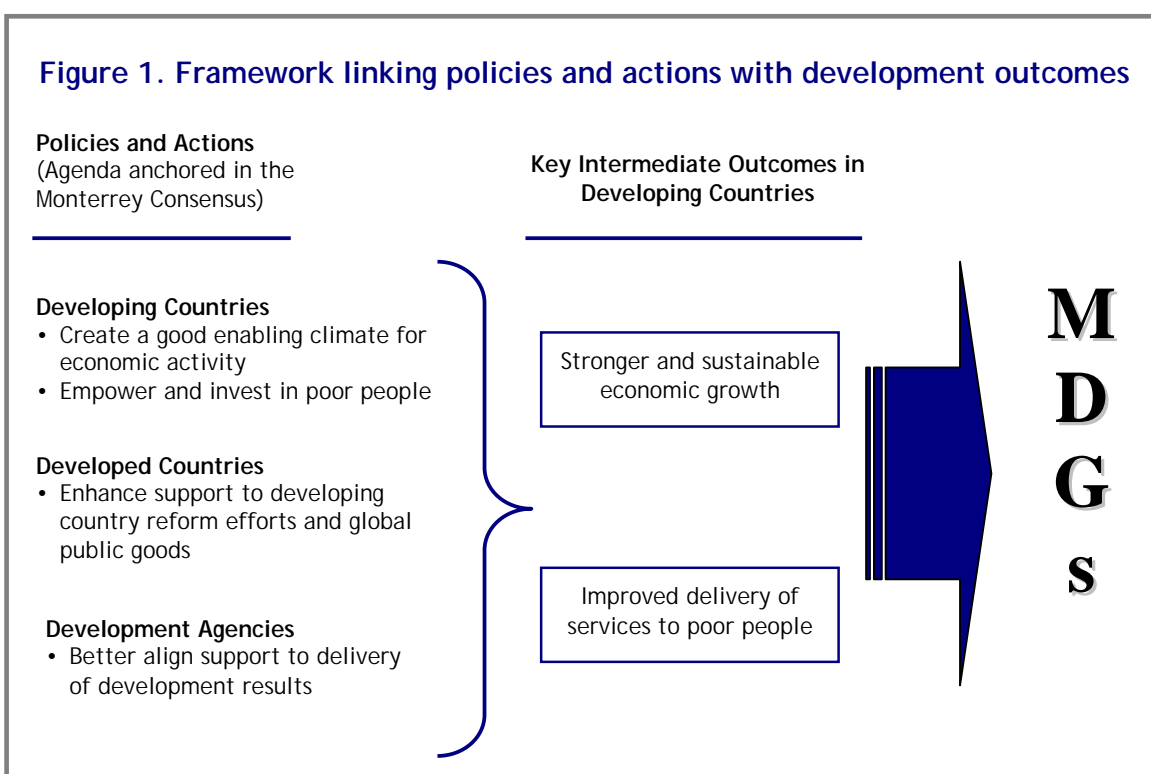 Figure 1. Framework linking policies and actions with development outcomes
Policies and Actions
(Agenda anchored in the
Monterrey Consensus)
Key Intermediate Outcomes in
Developing Countries
Developing Countries
• Create a good enabling climate for
economic activity
• Empower and invest in poor people
Developed Countries
• Enhance support to developing
country reform efforts and global
public goods
Development Agencies
• Better align support to delivery
of development results
Stronger and sustainable
economic growth
Improved delivery of
services to poor people
M
D
G
s